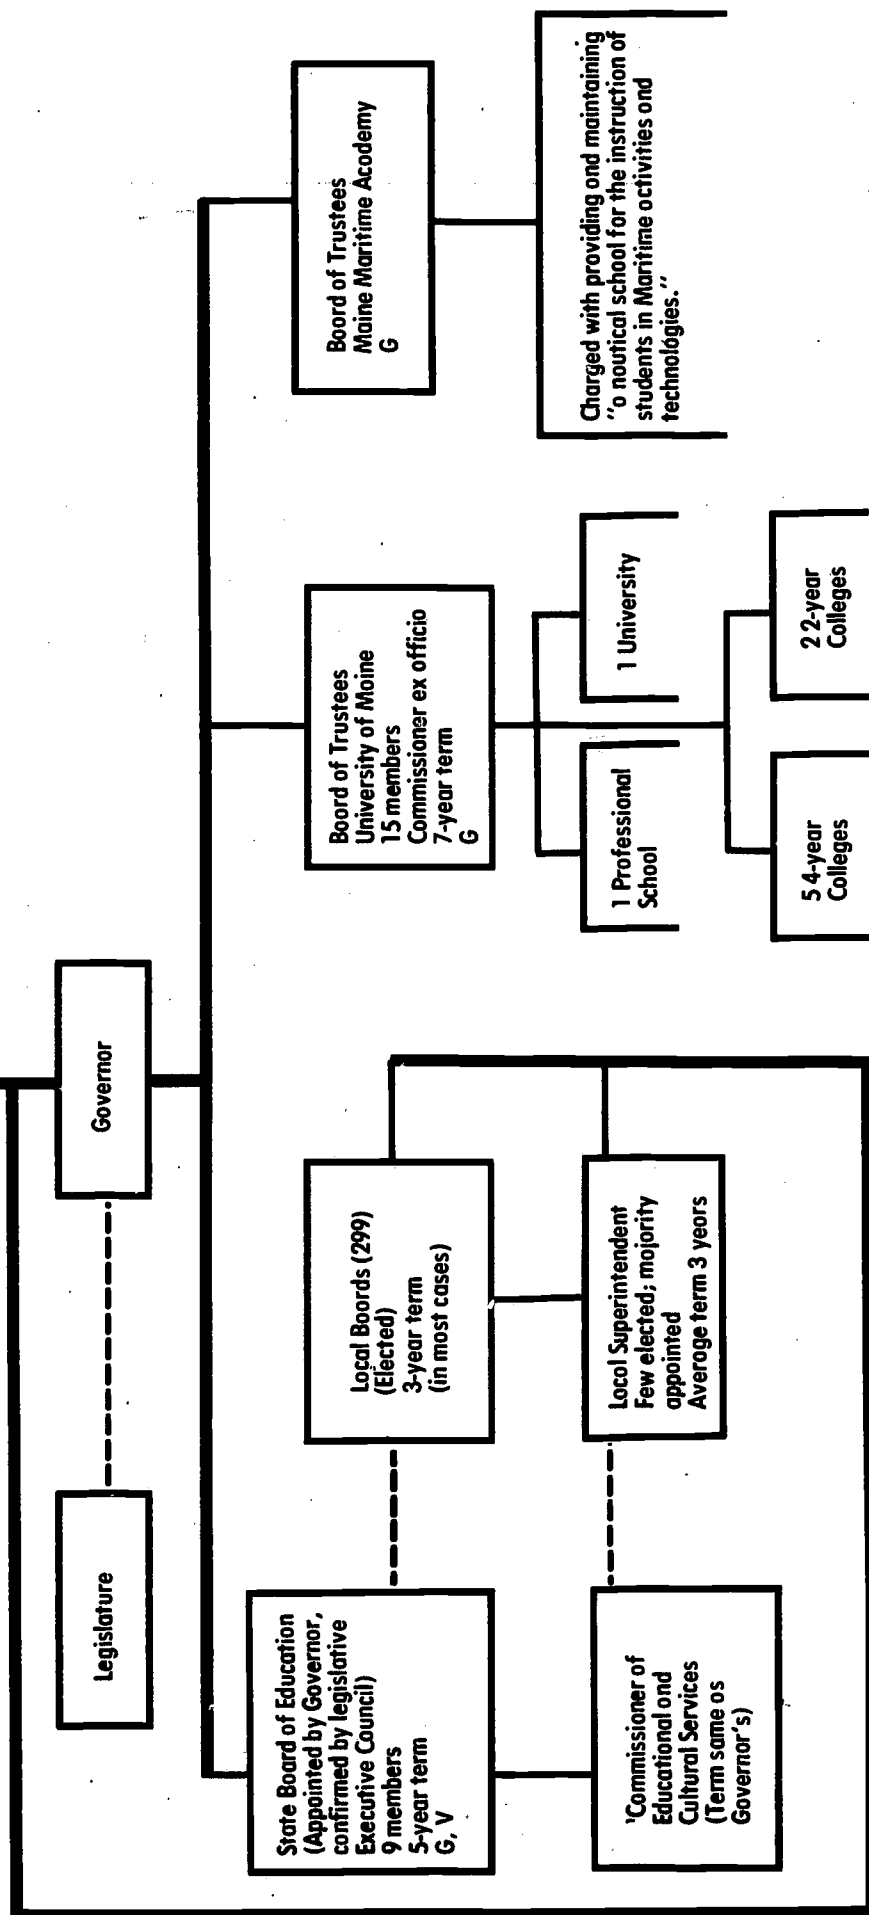 Legislature
Governor
State Board of Education
(Appointed by Governor,
confirmed by legislative
Executive Council)
9 members
5-year term
G, V
Local Boards (299)
(Elected)
3-year term
(in most cases)
Board of Trustees
University of Maine
15 members
Commissioner ex officio
7-year term
G
Board of Trustees
Maine Maritime Academy
G
'Commissioner of
Educational and
Cultural Services
(Term same as
Governor's)
Local Superintendent
Few elected; majority
appointed
Average term 3 years
1 Professional
School
1 University
Charged with providing and maintaining
"a nautical school for the instruction of
students in Maritime activities and
technologies."
5 4-year
Colleges
2 2-year
Colleges